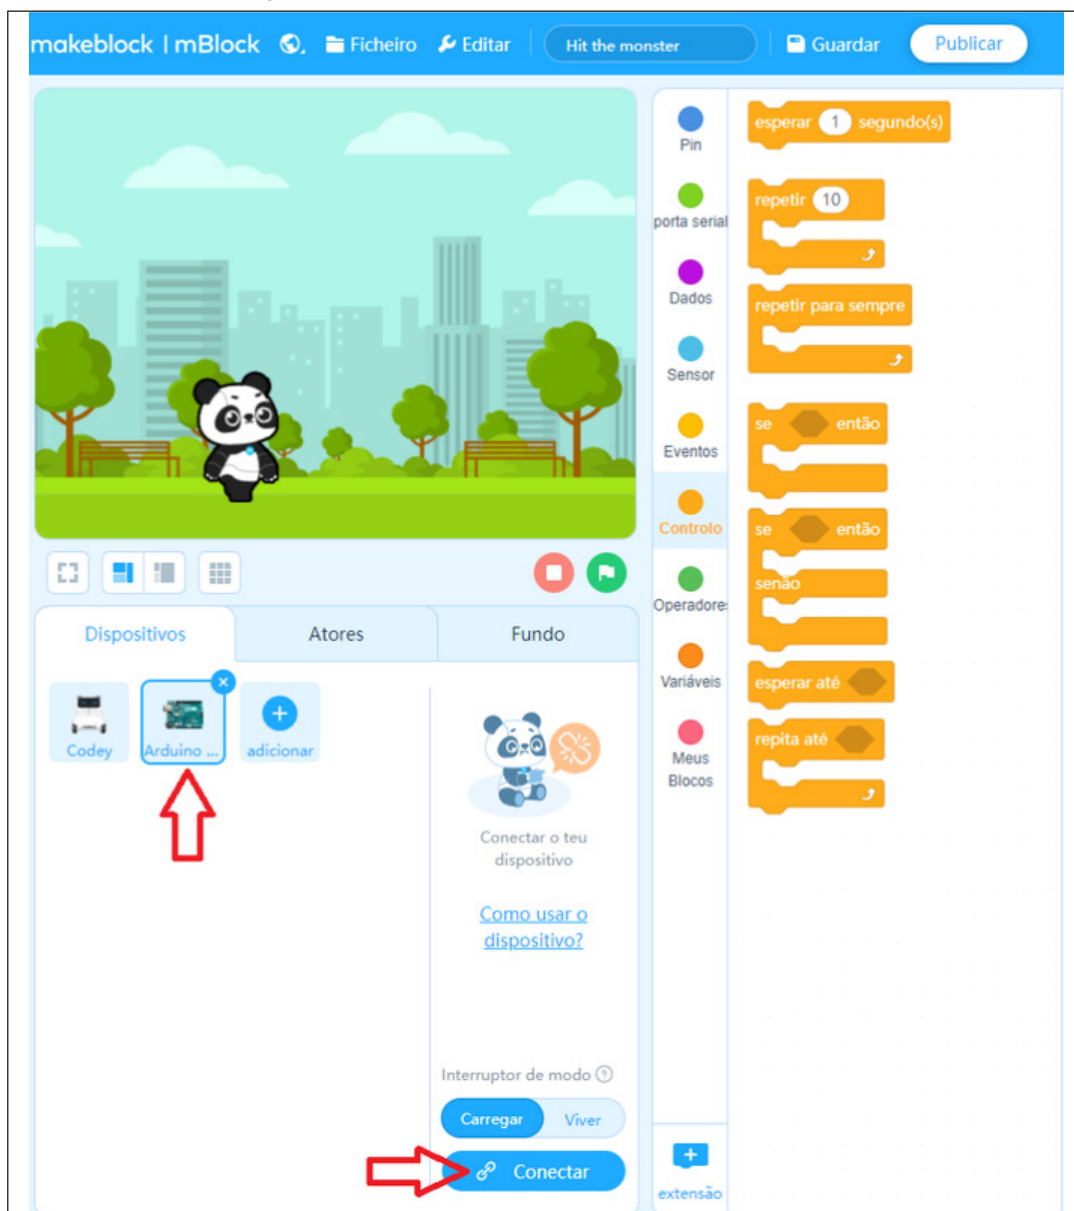 makeblock | mBlock Ficheiro Editar Hit the monster Guardar Publicar
Pin
porta serial
Dados
Sensor
Eventos
Controlo
Operadores
Variáveis
Meus
Blocos
extensão
esperar 1 segundo(s)
repetir 10
repetir para sempre
se então
se então
senão
esperar até
repita até
Dispositivos Atores Fundo
Codey Arduino ... adicionar
Conectar o teu
dispositivo
Como usar o
dispositivo?
Interruptor de modo ?
Carregar Viver
Conectar